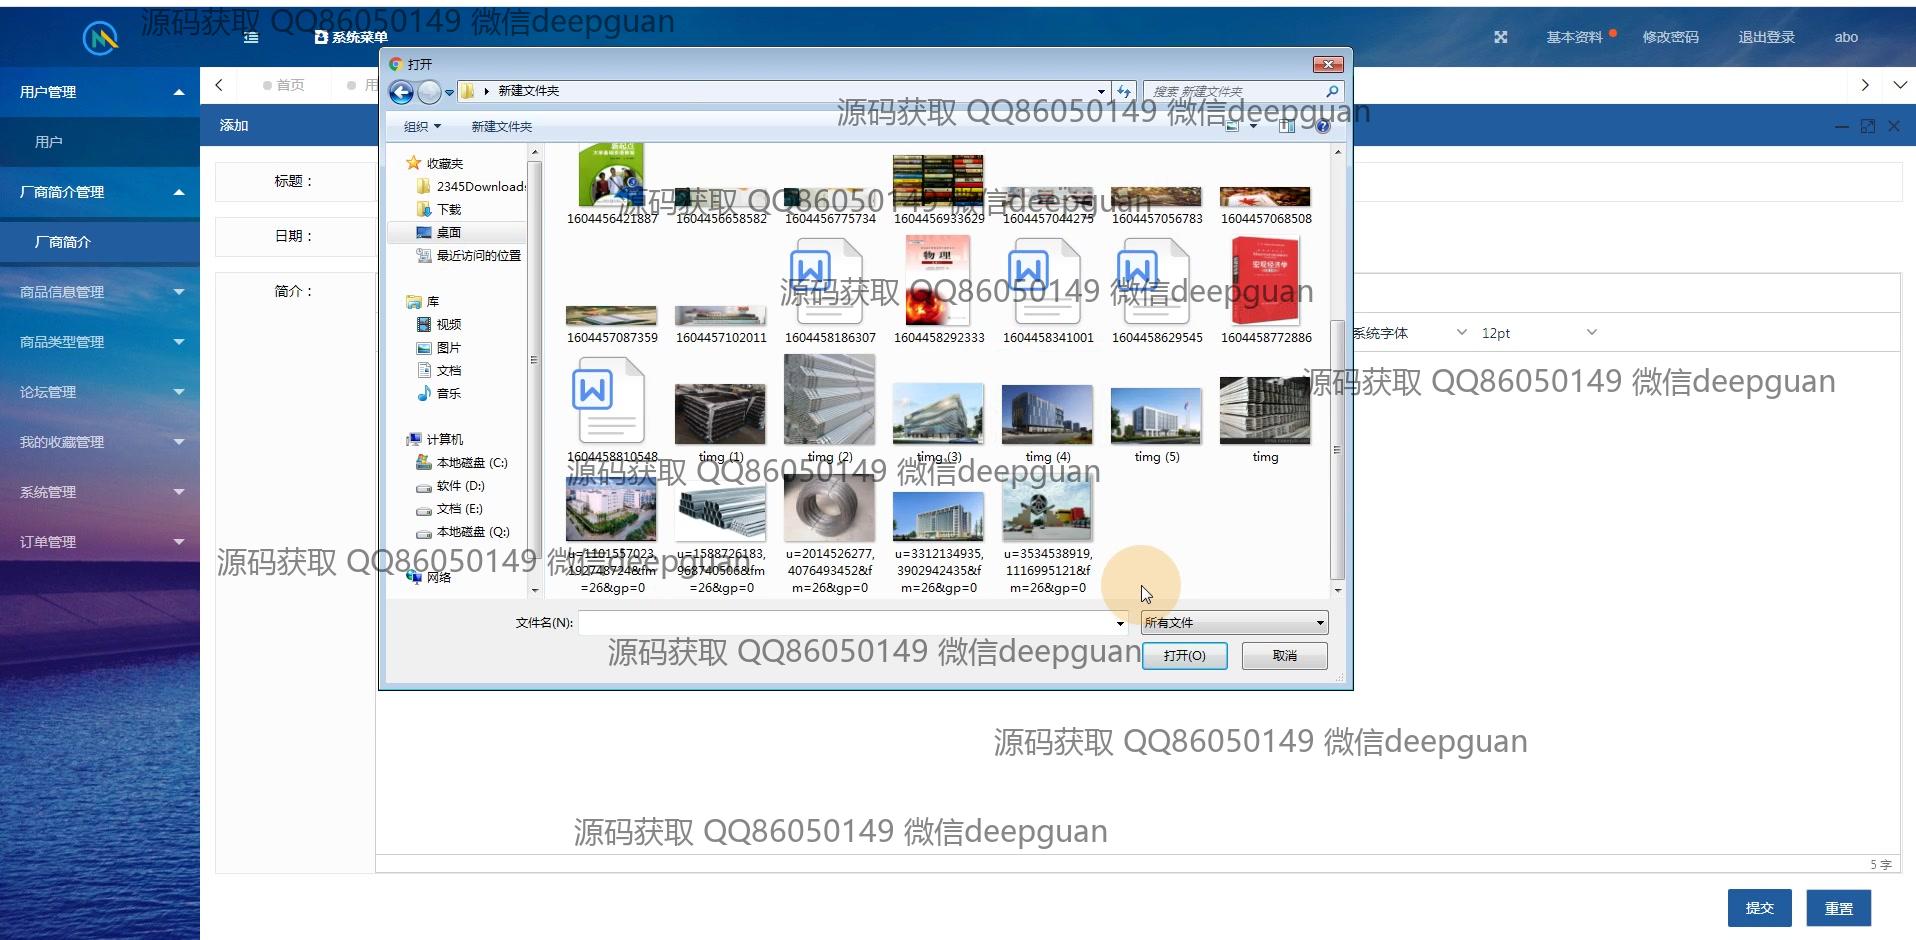 源码获取 QQ86050149 微信deepguan
系统菜单
基本资料
修改密码
退出登录
abo
打开
用户管理
用户
厂商简介管理
厂商简介
商品信息管理
商品类型管理
论坛管理
我的收藏管理
系统管理
订单管理
首页
用
添加
标题：
日期：
简介：
新建文件夹
搜索 新建文件夹
源码获取 QQ86050149 微信deepguan
组织
新建文件夹
收藏夹
2345Downloads
下载
桌面
最近访问的位置
库
视频
图片
文档
音乐
计算机
本地磁盘 (C:)
软件 (D:)
文档 (E:)
本地磁盘 (Q:)
网络
源码获取 QQ86050149 微信deepguan
1604456421887
1604456658582
1604456775734
1604456933629
1604457044275
1604457056783
1604457068508
物理
宏观经济学
源码获取 QQ86050149 微信deepguan
1604457087359
1604457102011
1604458186307
1604458292333
1604458341001
1604458629545
1604458772886
系统字体
12pt
源码获取 QQ86050149 微信deepguan
1604458810548
timg (1)
timg (2)
timg (3)
timg (4)
timg (5)
timg
源码获取 QQ86050149 微信deepguan
u=1101557023,
192748724&fm
=26&gp=0
u=1588726183,
968740506&fm
=26&gp=0
u=2014526277,
4076493452&f
m=26&gp=0
u=3312134935,
3902942435&f
m=26&gp=0
u=3534538919,
1116995121&f
m=26&gp=0
源码获取 QQ86050149 微信deepguan
文件名(N):
所有文件
源码获取 QQ86050149 微信deepguan
打开(O)
取消
源码获取 QQ86050149 微信deepguan
源码获取 QQ86050149 微信deepguan
5 字
提交
重置